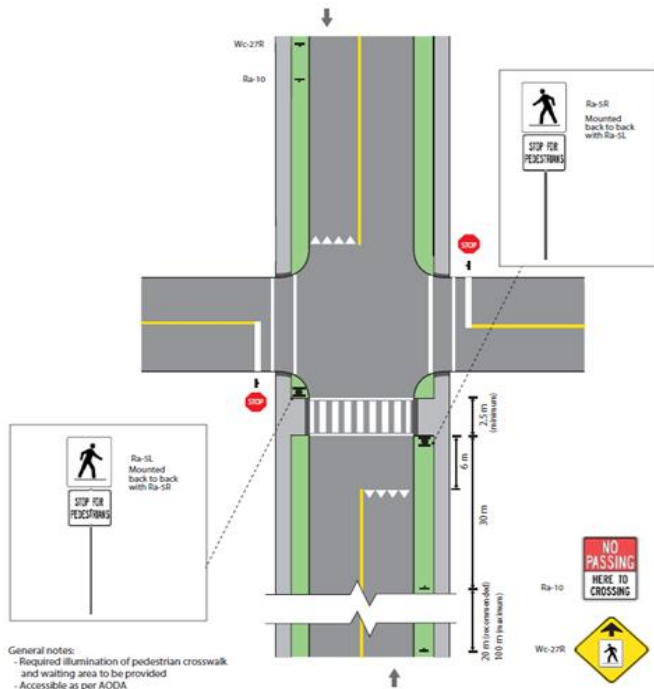 Wc-27R
Ra-10
Ra-5R
Mounted
back to back
with Ra-5L
STOP FOR
PEDESTRIANS
STOP
STOP
2.5 m
(minimum)
6 m
30 m
20 m (recommended)
100 m (maximum)
Ra-5L
Mounted
back to back
with Ra-5R
STOP FOR
PEDESTRIANS
NO
PASSING
HERE TO
CROSSING
Ra-10
Wc-27R
General notes:
- Required illumination of pedestrian crosswalk
and waiting area to be provided
- Accessible as per AODA